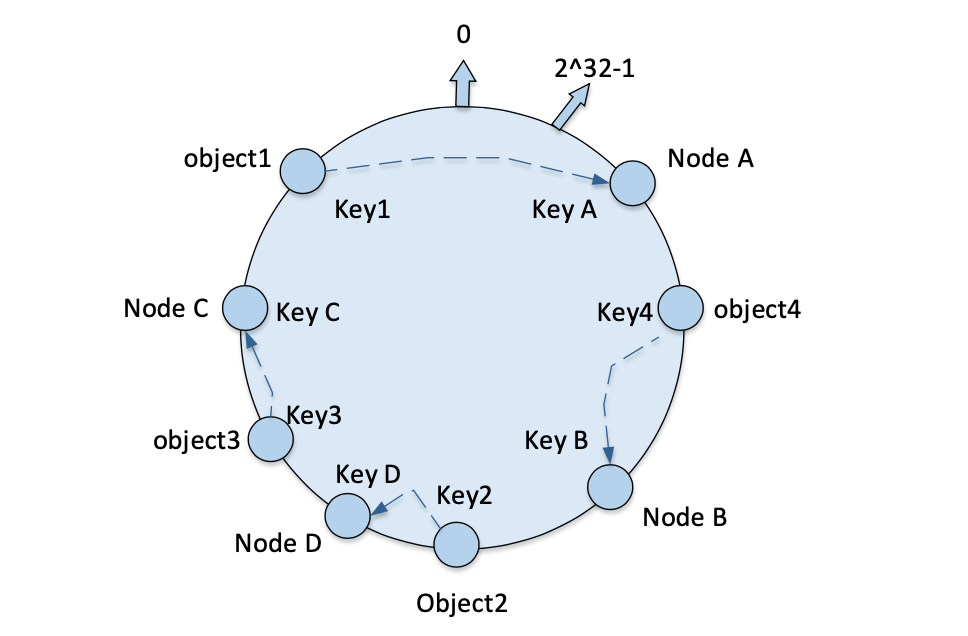 0
2^32-1
object1
Node A
Key1
Key A
Node C
Key C
Key4
object4
Key3
object3
Key B
Key D
Key2
Node B
Node D
Object2